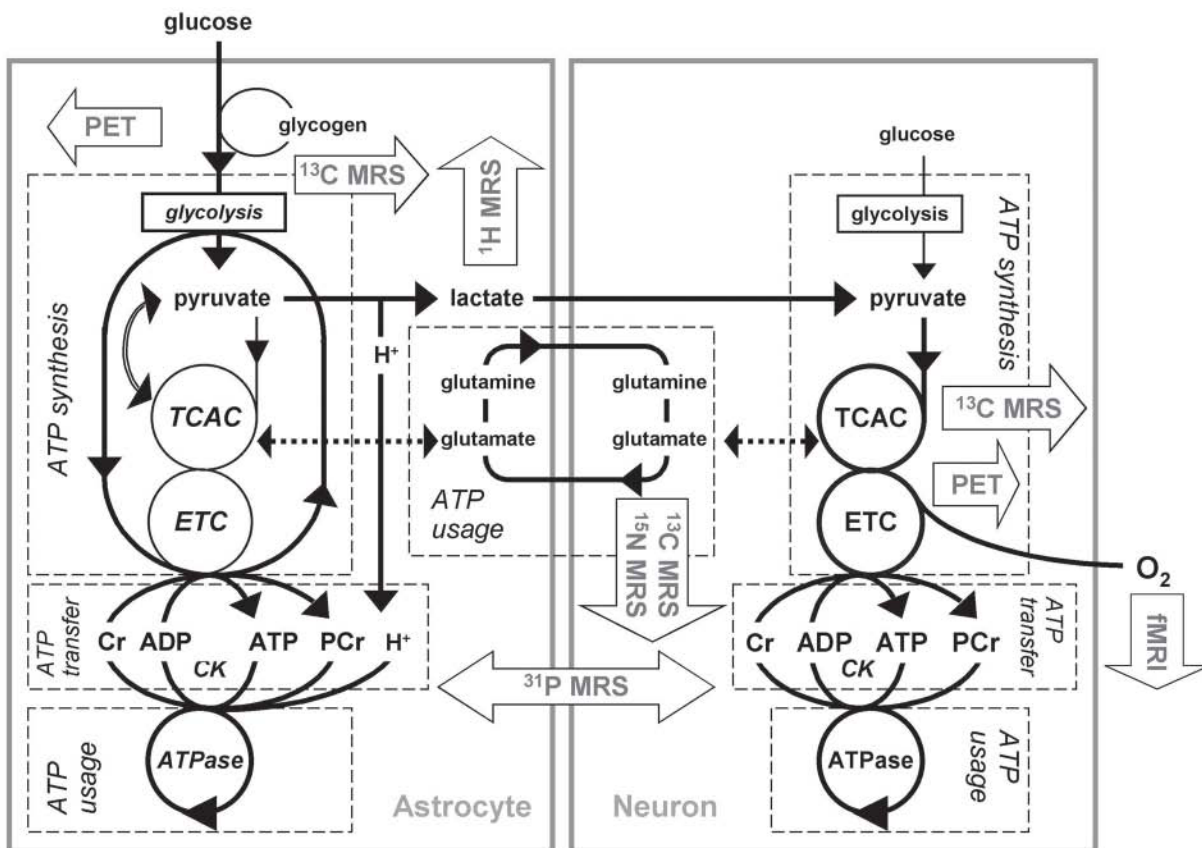 glucose
PET
glycogen
¹³C MRS
¹H MRS
glucose
glycolysis
glycolysis
ATP synthesis
ATP synthesis
pyruvate
lactate
pyruvate
H⁺
glutamine
glutamine
TCAC
TCAC
¹³C MRS
glutamate
glutamate
ATP
usage
PET
ETC
ETC
¹³C MRS
¹⁵N MRS
O₂
fMRI
ATP
transfer
Cr
ADP
ATP
PCr
H⁺
CK
Cr
ADP
ATP
PCr
CK
ATP
transfer
³¹P MRS
ATP
usage
ATPase
ATPase
ATP
usage
Astrocyte
Neuron